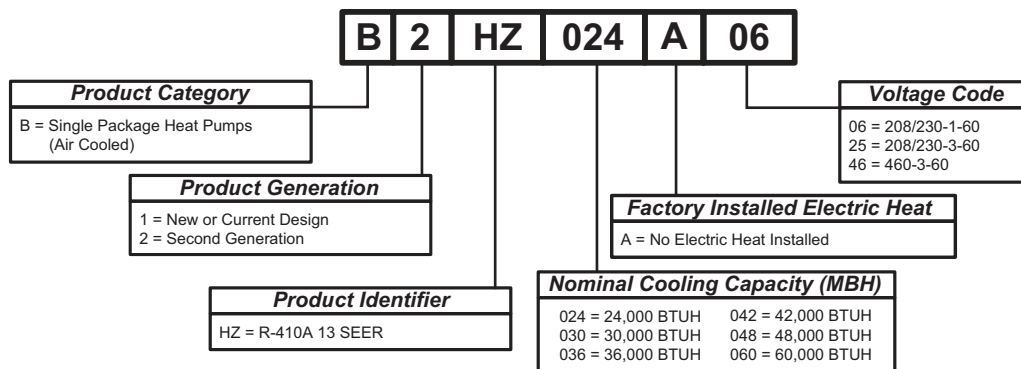 B 2 HZ 024 A 06
Product Category
B = Single Package Heat Pumps
(Air Cooled)
Voltage Code
06 = 208/230-1-60
25 = 208/230-3-60
46 = 460-3-60
Product Generation
1 = New or Current Design
2 = Second Generation
Factory Installed Electric Heat
A = No Electric Heat Installed
Product Identifier
HZ = R-410A 13 SEER
Nominal Cooling Capacity (MBH)
024 = 24,000 BTUH 042 = 42,000 BTUH
030 = 30,000 BTUH 048 = 48,000 BTUH
036 = 36,000 BTUH 060 = 60,000 BTUH